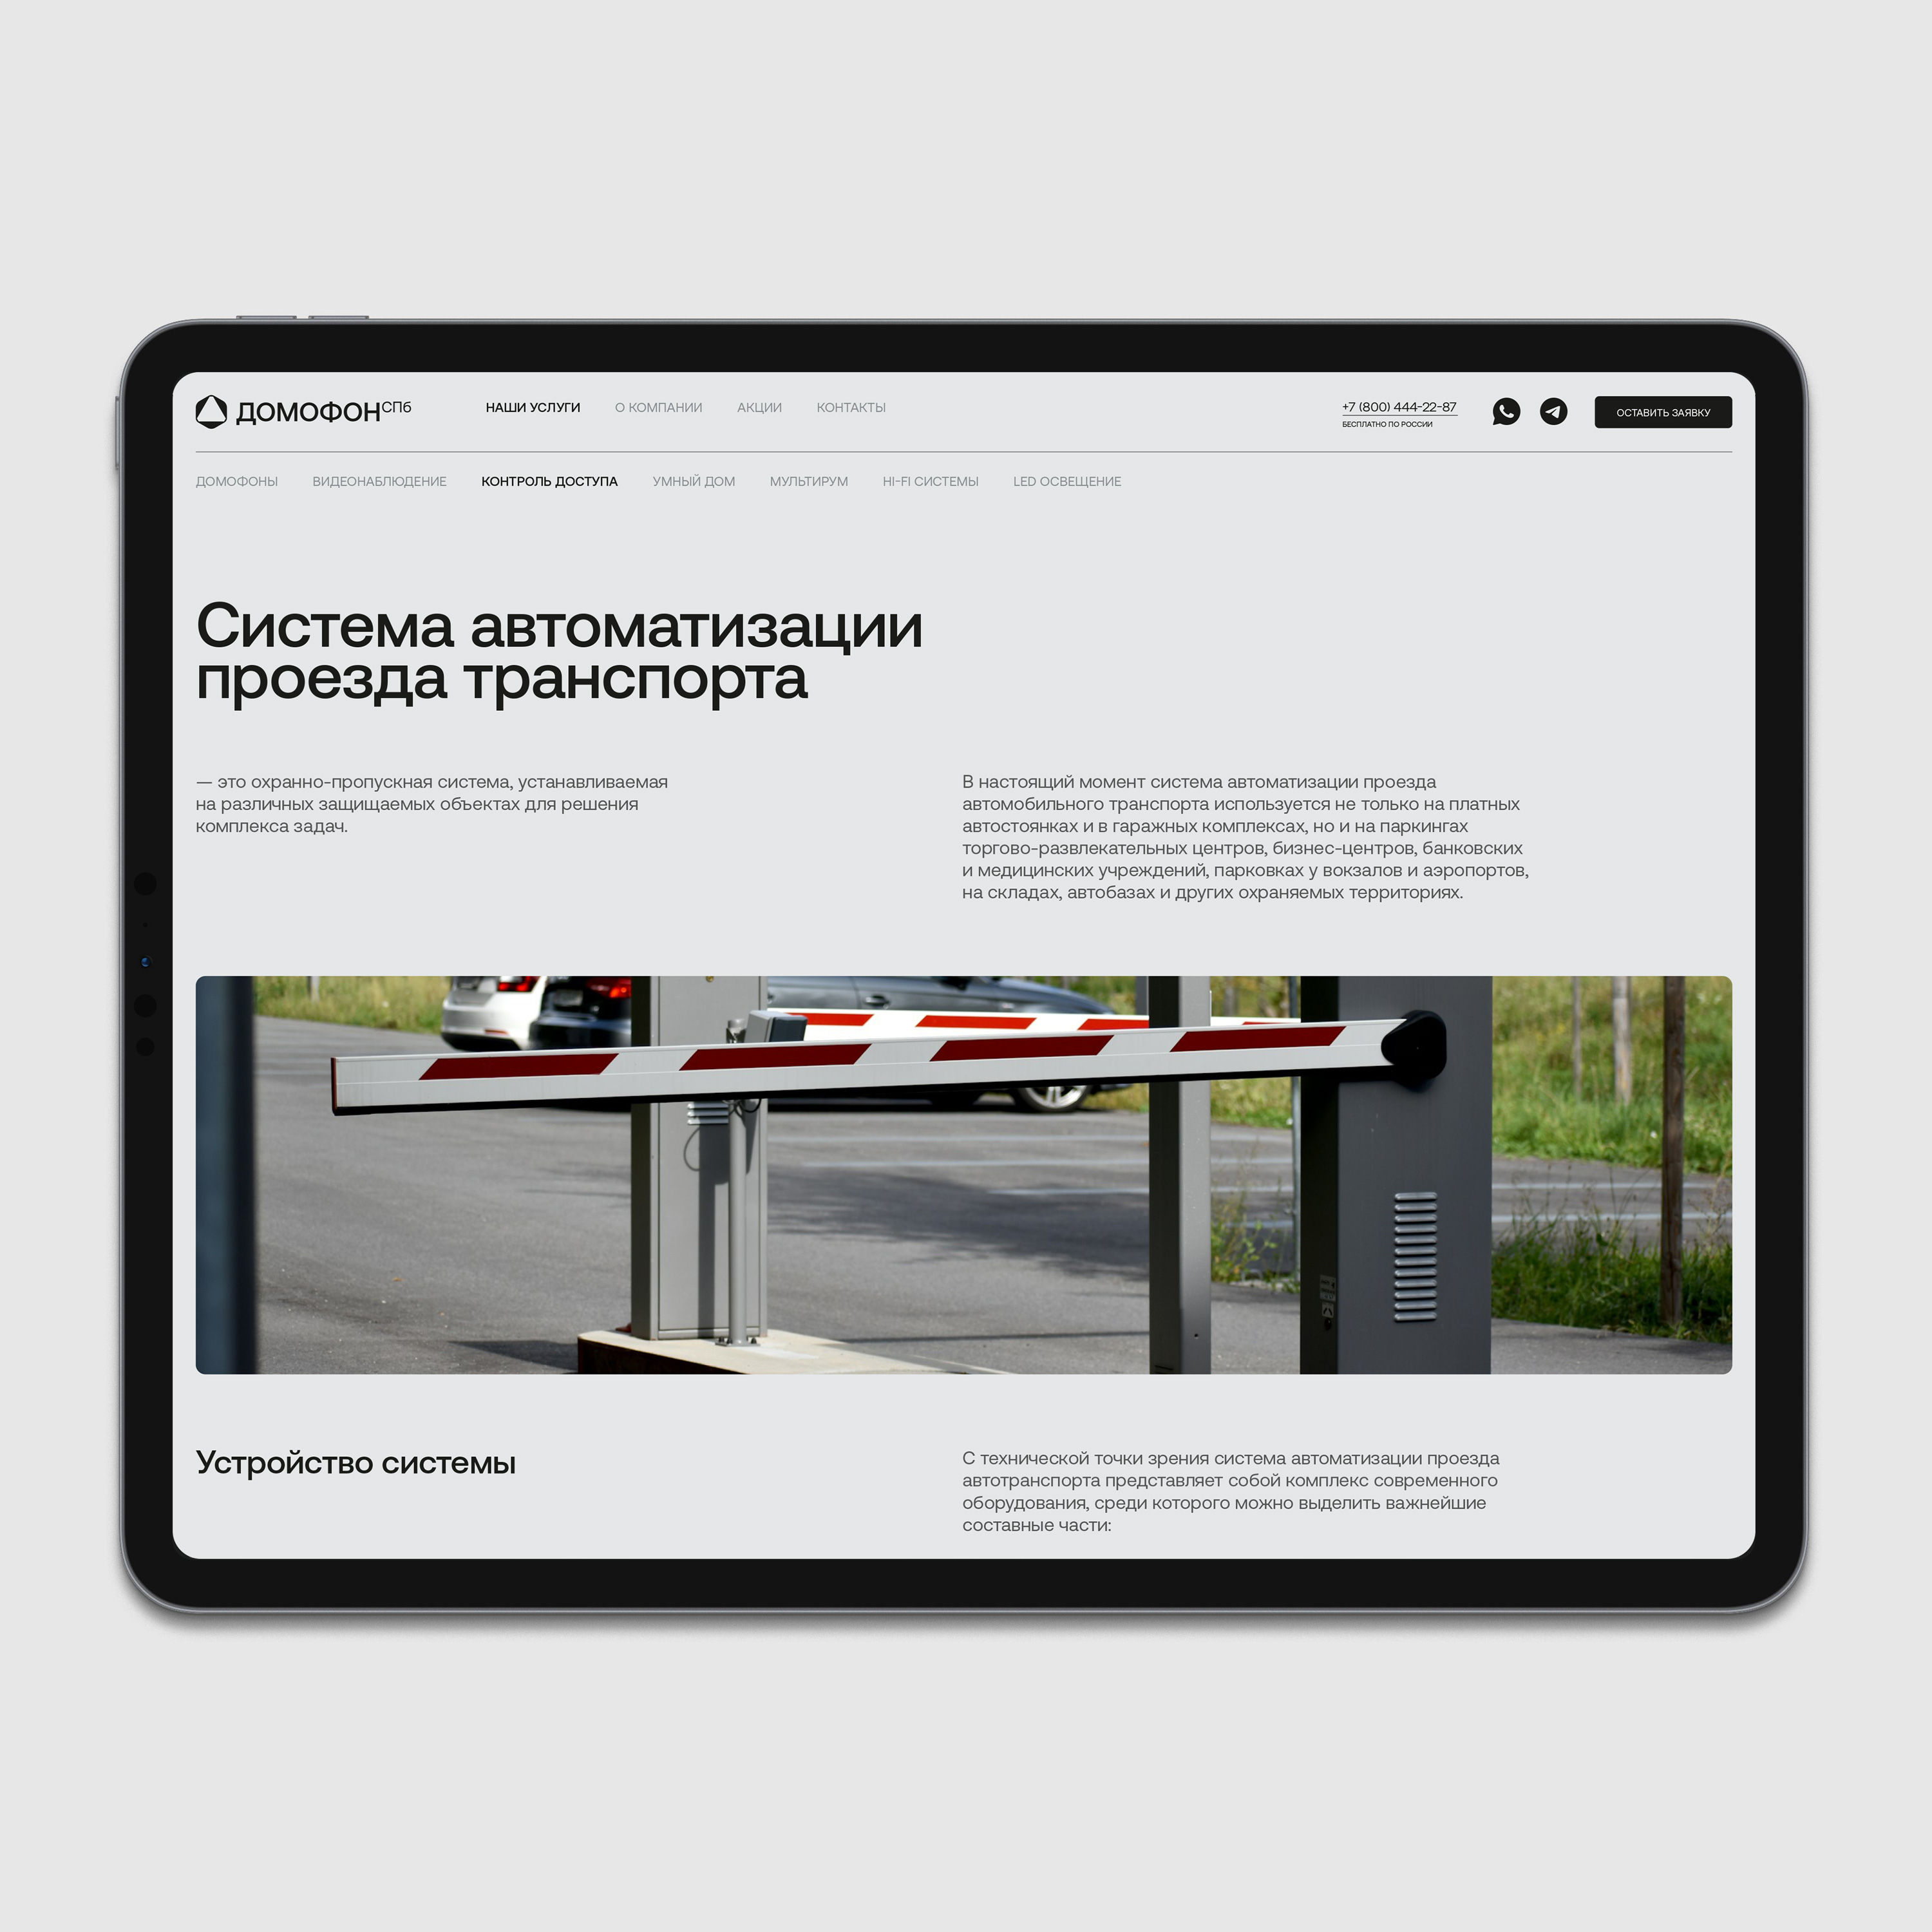 ДОМОФОНСПб
НАШИ УСЛУГИ О КОМПАНИИ АКЦИИ КОНТАКТЫ
+7 (800) 444-22-87
БЕСПЛАТНО ПО РОССИИ
ОСТАВИТЬ ЗАЯВКУ
ДОМОФОНЫ ВИДЕОНАБЛЮДЕНИЕ КОНТРОЛЬ ДОСТУПА УМНЫЙ ДОМ МУЛЬТИРУМ HI-FI СИСТЕМЫ LED ОСВЕЩЕНИЕ
Система автоматизации
проезда транспорта
— это охранно-пропускная система, устанавливаемая
на различных защищаемых объектах для решения
комплекса задач.
В настоящий момент система автоматизации проезда
автомобильного транспорта используется не только на платных
автостоянках и в гаражных комплексах, но и на паркингах
торгово-развлекательных центров, бизнес-центров, банковских
и медицинских учреждений, парковках у вокзалов и аэропортов,
на складах, автобазах и других охраняемых территориях.
Устройство системы
С технической точки зрения система автоматизации проезда
автотранспорта представляет собой комплекс современного
оборудования, среди которого можно выделить важнейшие
составные части: